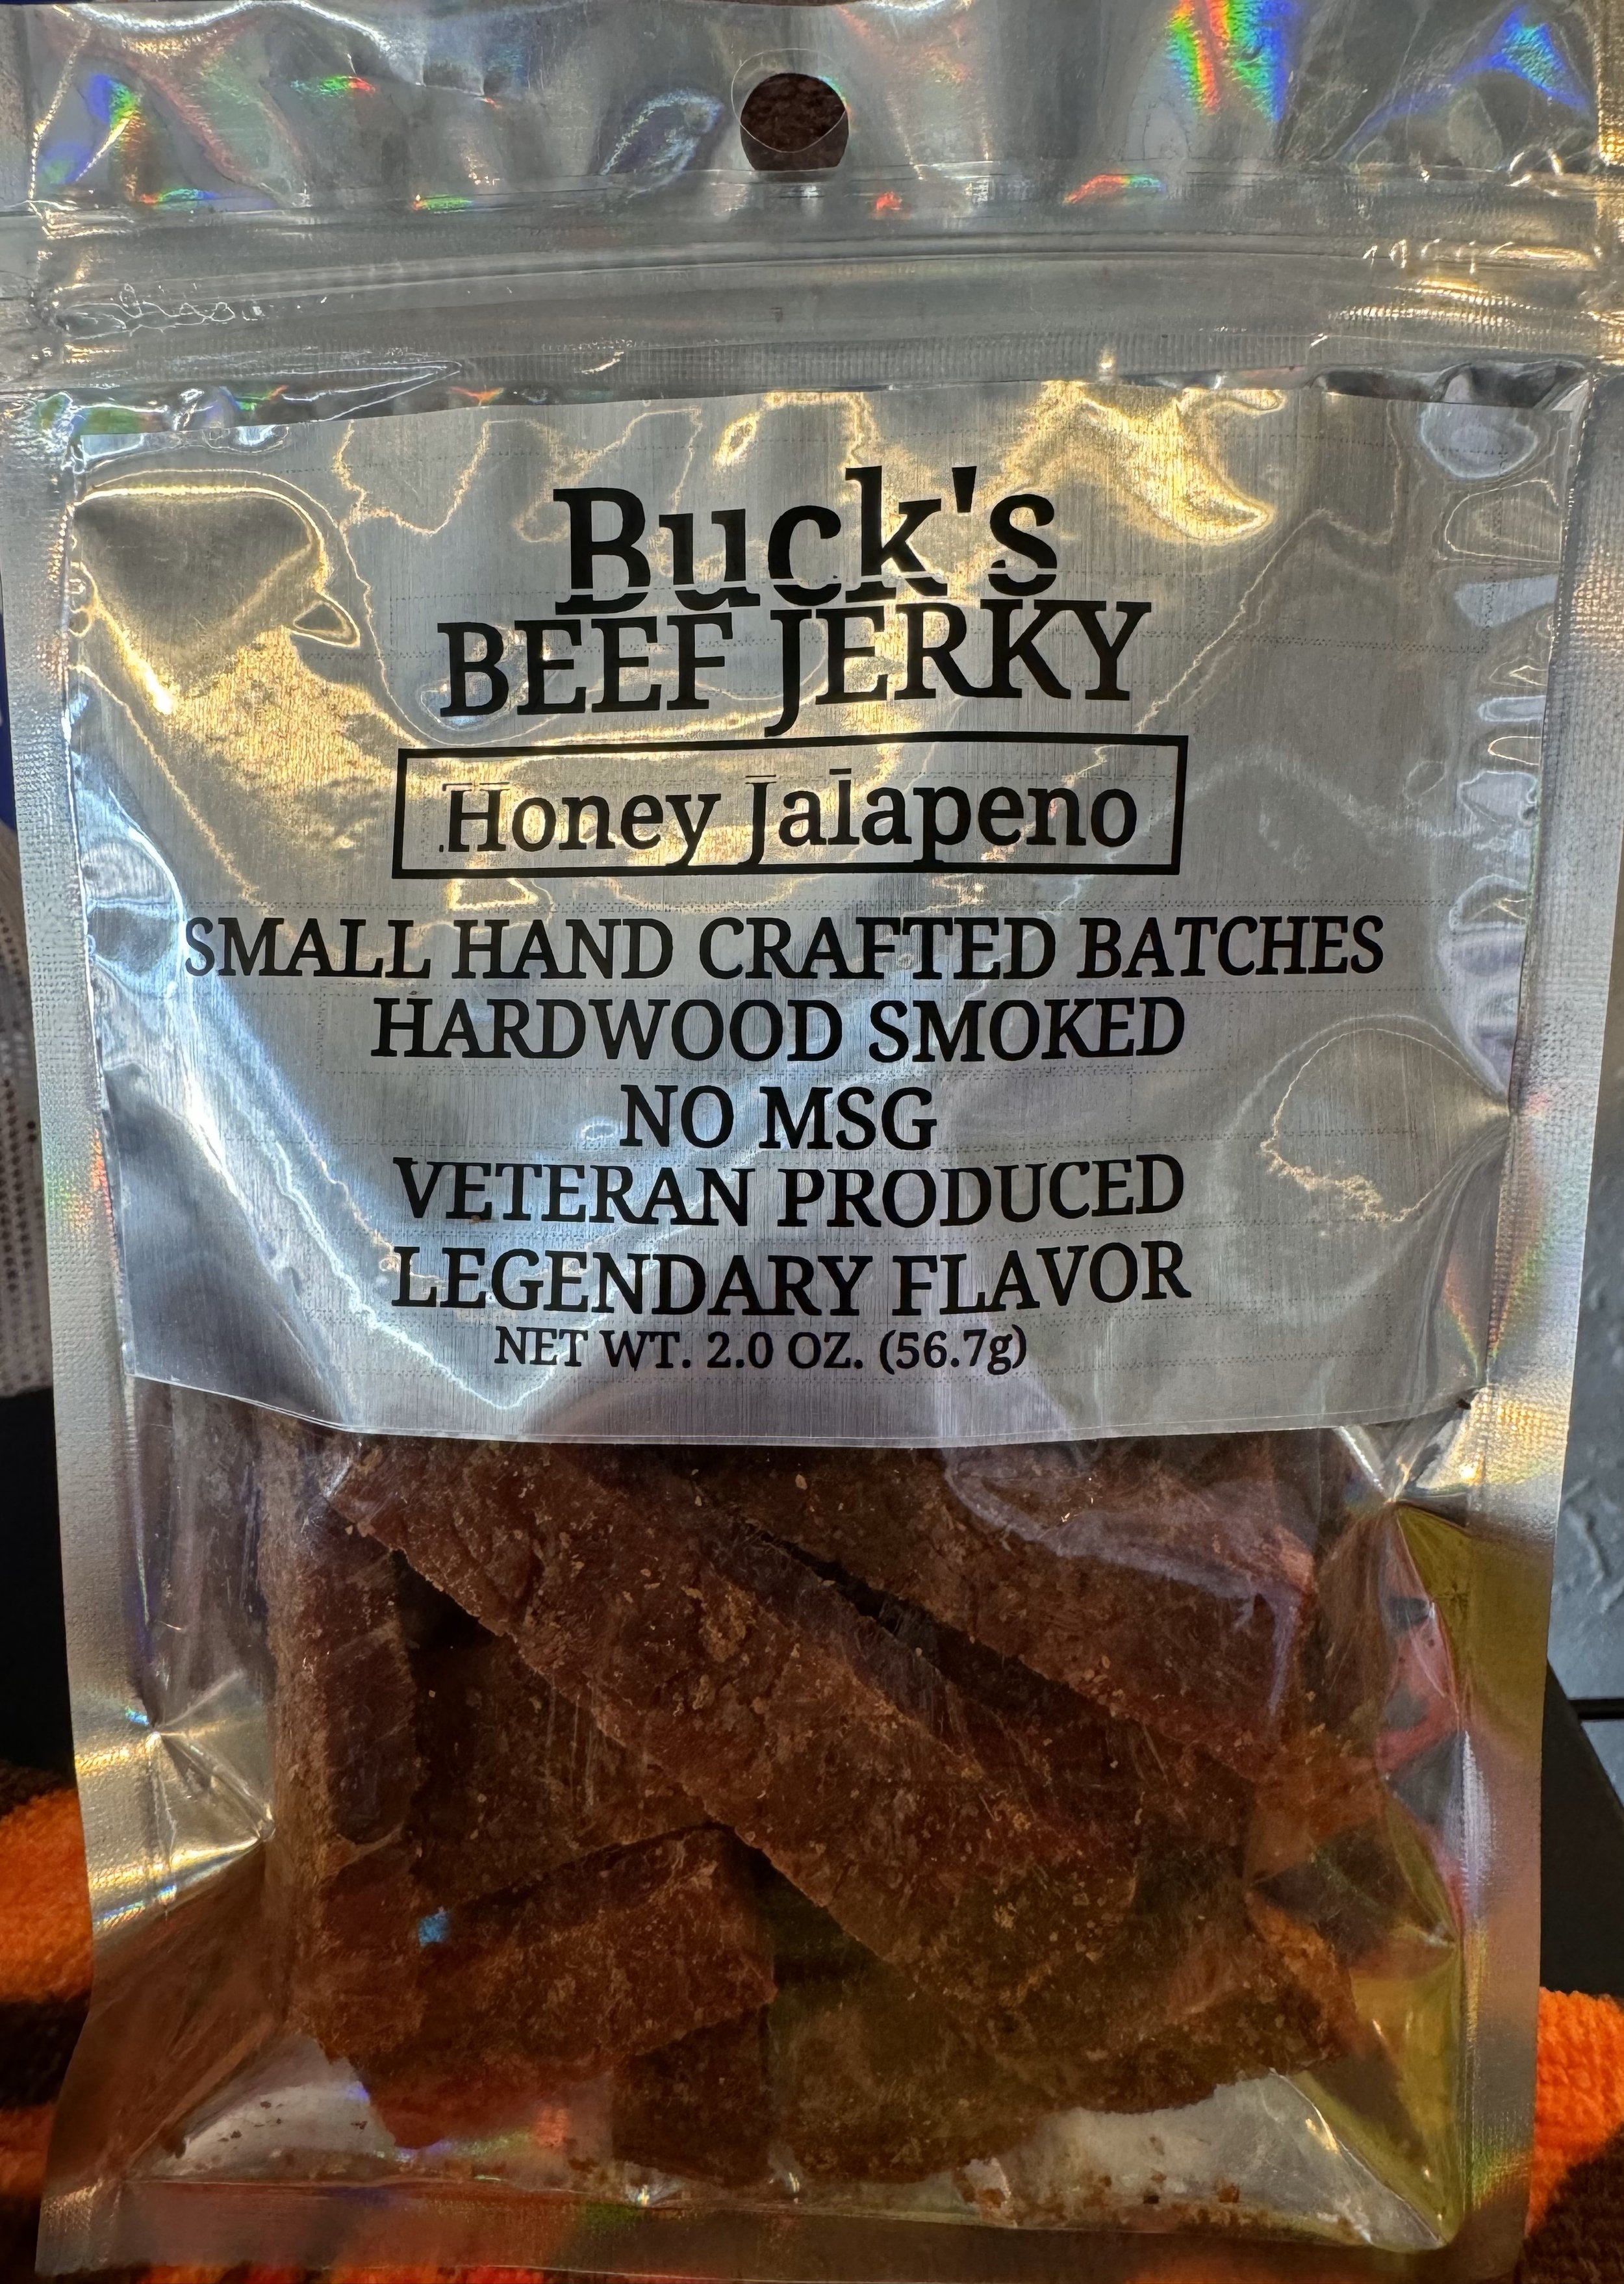 Buck's
BEEF JERKY
Honey Jalapeno
SMALL HAND CRAFTED BATCHES
HARDWOOD SMOKED
NO MSG
VETERAN PRODUCED
LEGENDARY FLAVOR
NET WT. 2.0 OZ. (56.7g)